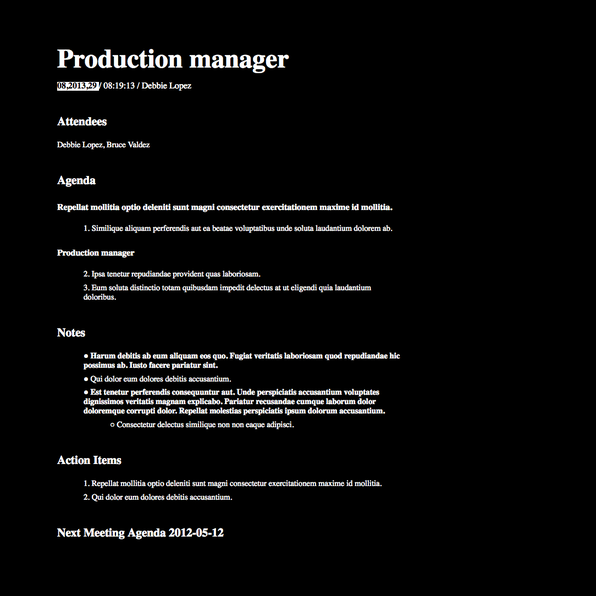 Production manager
08.2013.29 / 08:19:13 / Debbie Lopez
Attendees
Debbie Lopez, Bruce Valdez
Agenda
Repellat mollitia optio deleniti sunt magni consectetur exercitationem maxime id mollitia.
1. Similique aliquam perferendis aut ea beatae voluptatibus unde soluta laudantium dolorem ab.
Production manager
2. Ipsa tenetur repudiandae provident quas laboriosam.
3. Eum soluta distinctio totam quibusdam impedit delectus at ut eligendi quia laudantium
doloribus.
Notes
● Harum debitis ab eum aliquam eos quo. Fugiat veritatis laboriosam quod repudiandae hic
possimus ab. Iusto facere pariatur sint.
● Qui dolor eum dolores debitis accusantium.
● Est tenetur perferendis consequuntur aut. Unde perspiciatis accusantium voluptates
dignissimos veritatis magnam explicabo. Pariatur recusandae cumque laborum dolor
doloremque corrupti dolor. Repellat molestias perspiciatis ipsum dolorum accusantium.
○ Consectetur delectus similique non non eaque adipisci.
Action Items
1. Repellat mollitia optio deleniti sunt magni consectetur exercitationem maxime id mollitia.
2. Qui dolor eum dolores debitis accusantium.
Next Meeting Agenda 2012-05-12